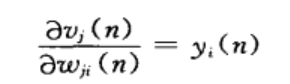 ∂v_j(n)/∂w_ji(n) = y_i(n)